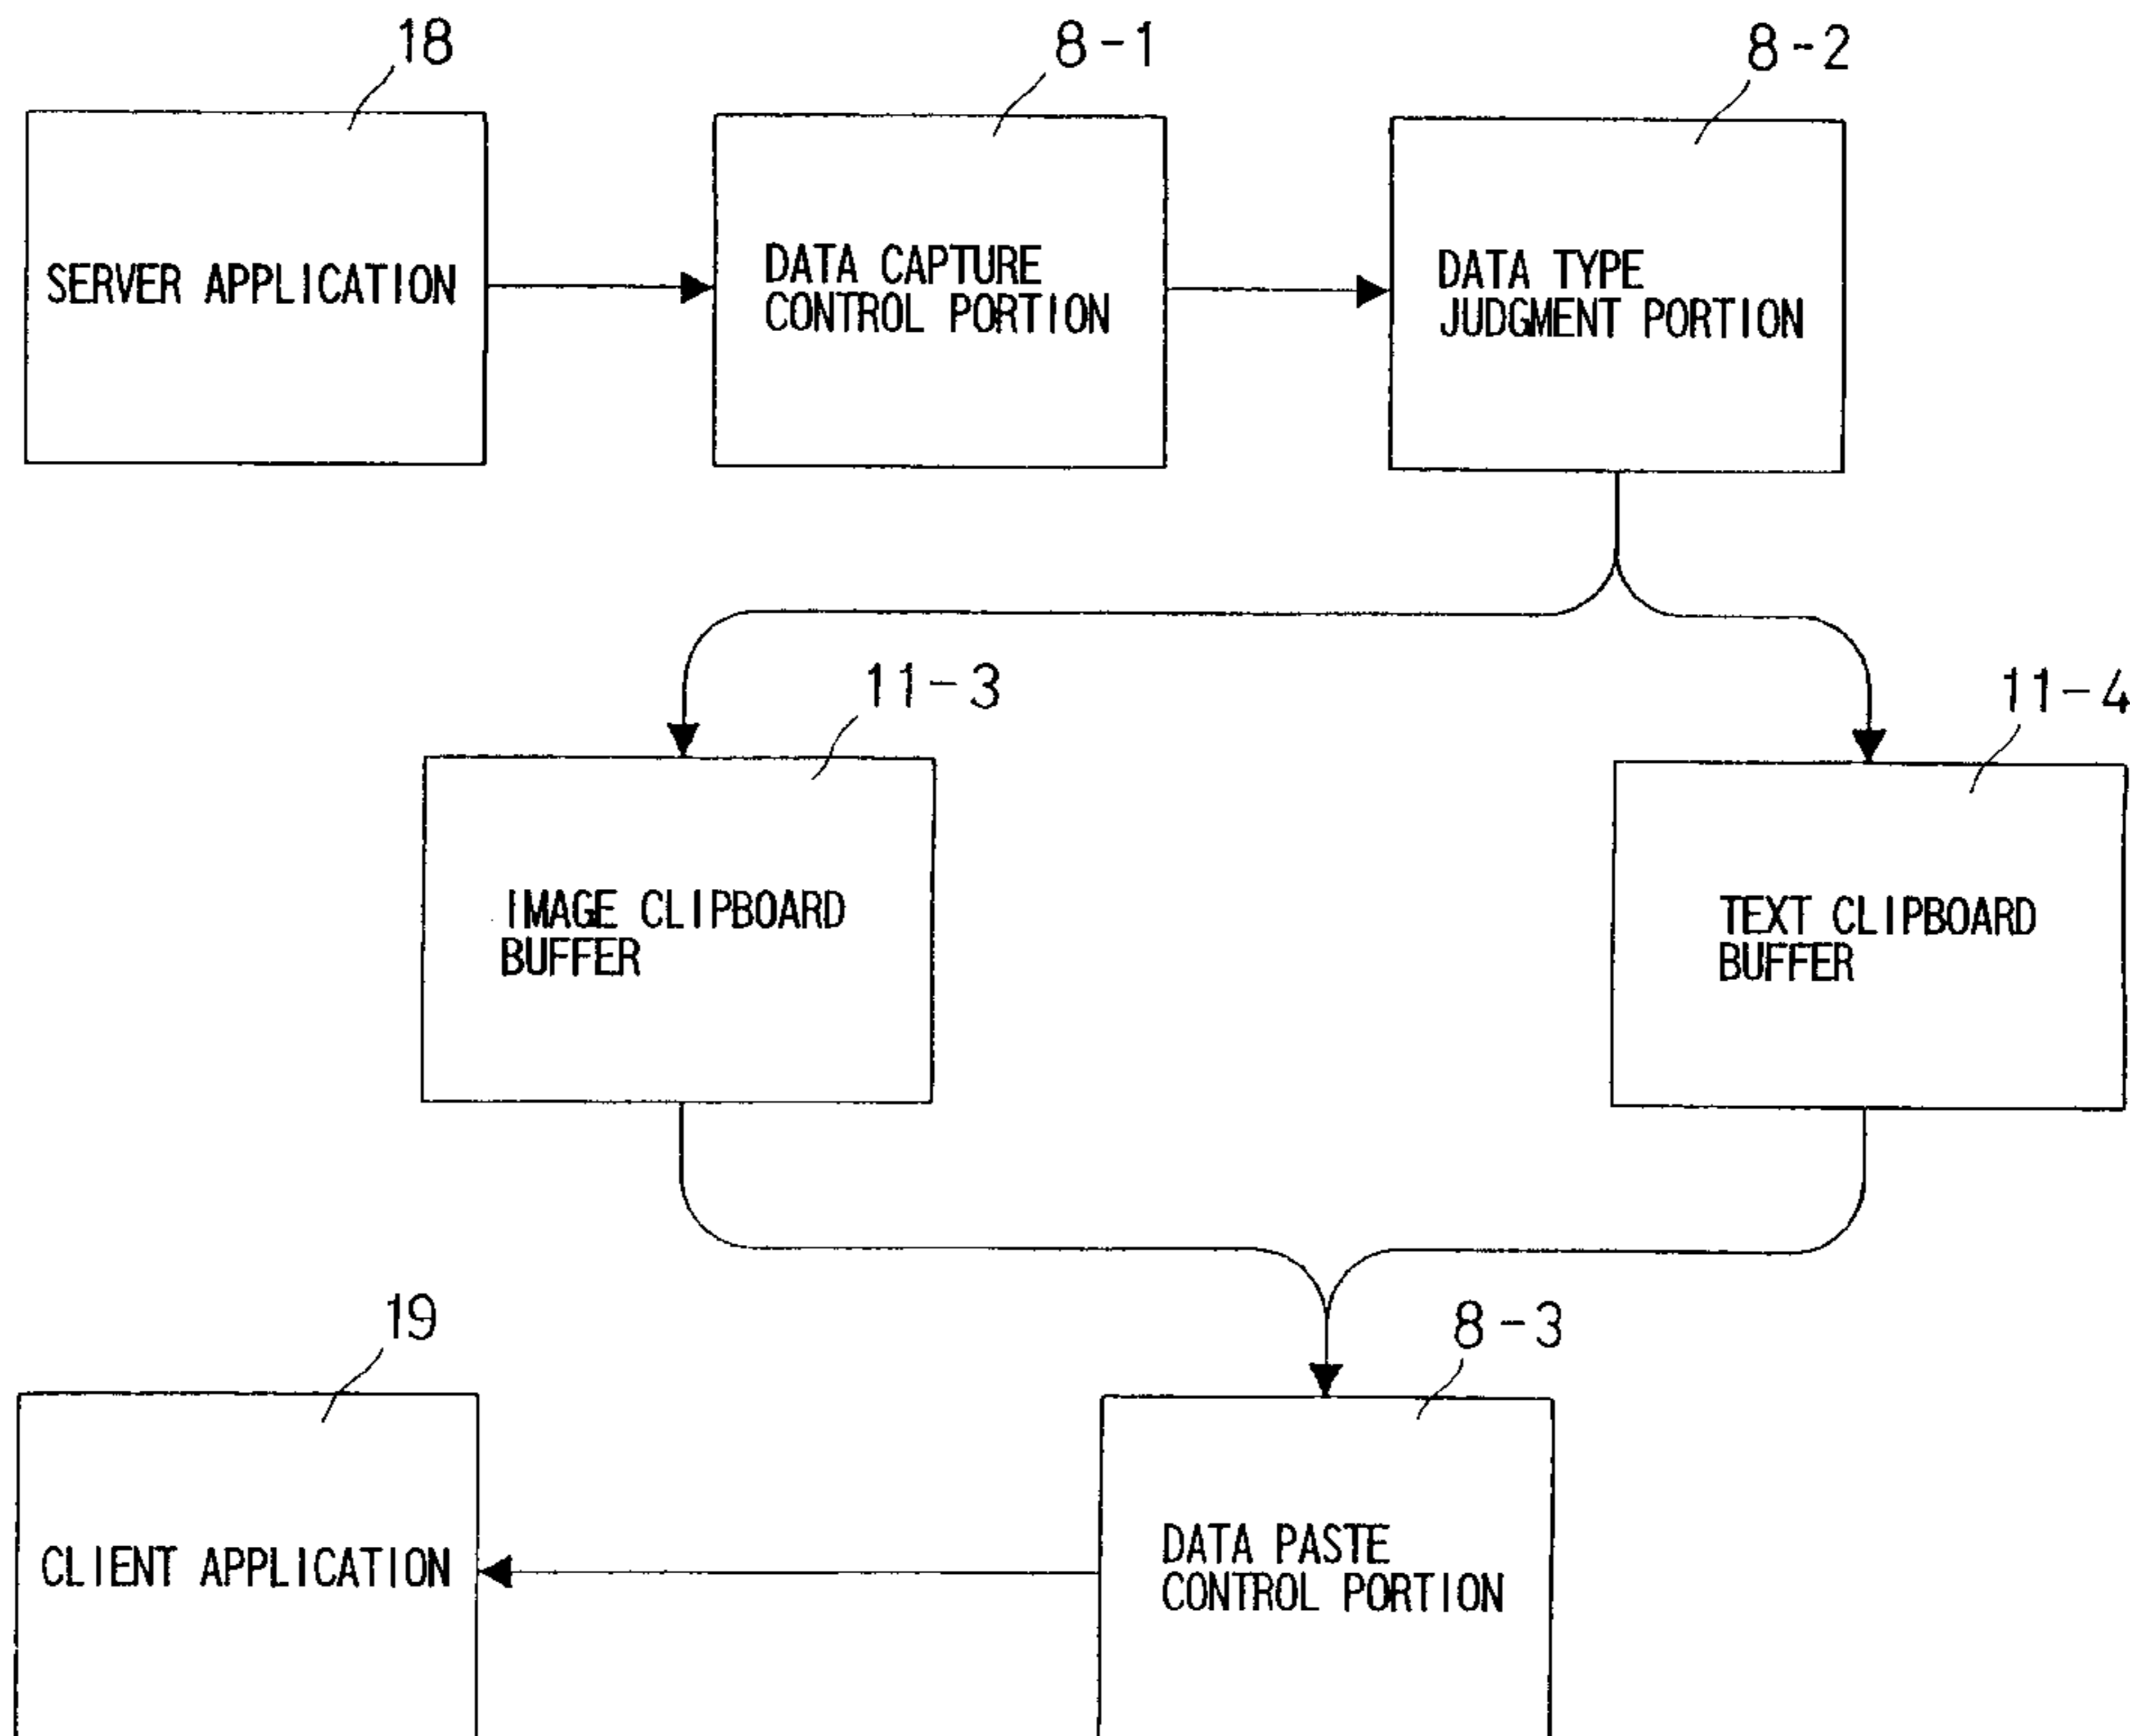 18
8-1
8-2
SERVER APPLICATION
DATA CAPTURE
CONTROL PORTION
DATA TYPE
JUDGMENT PORTION
11-3
11-4
IMAGE CLIPBOARD
BUFFER
TEXT CLIPBOARD
BUFFER
19
8-3
CLIENT APPLICATION
DATA PASTE
CONTROL PORTION